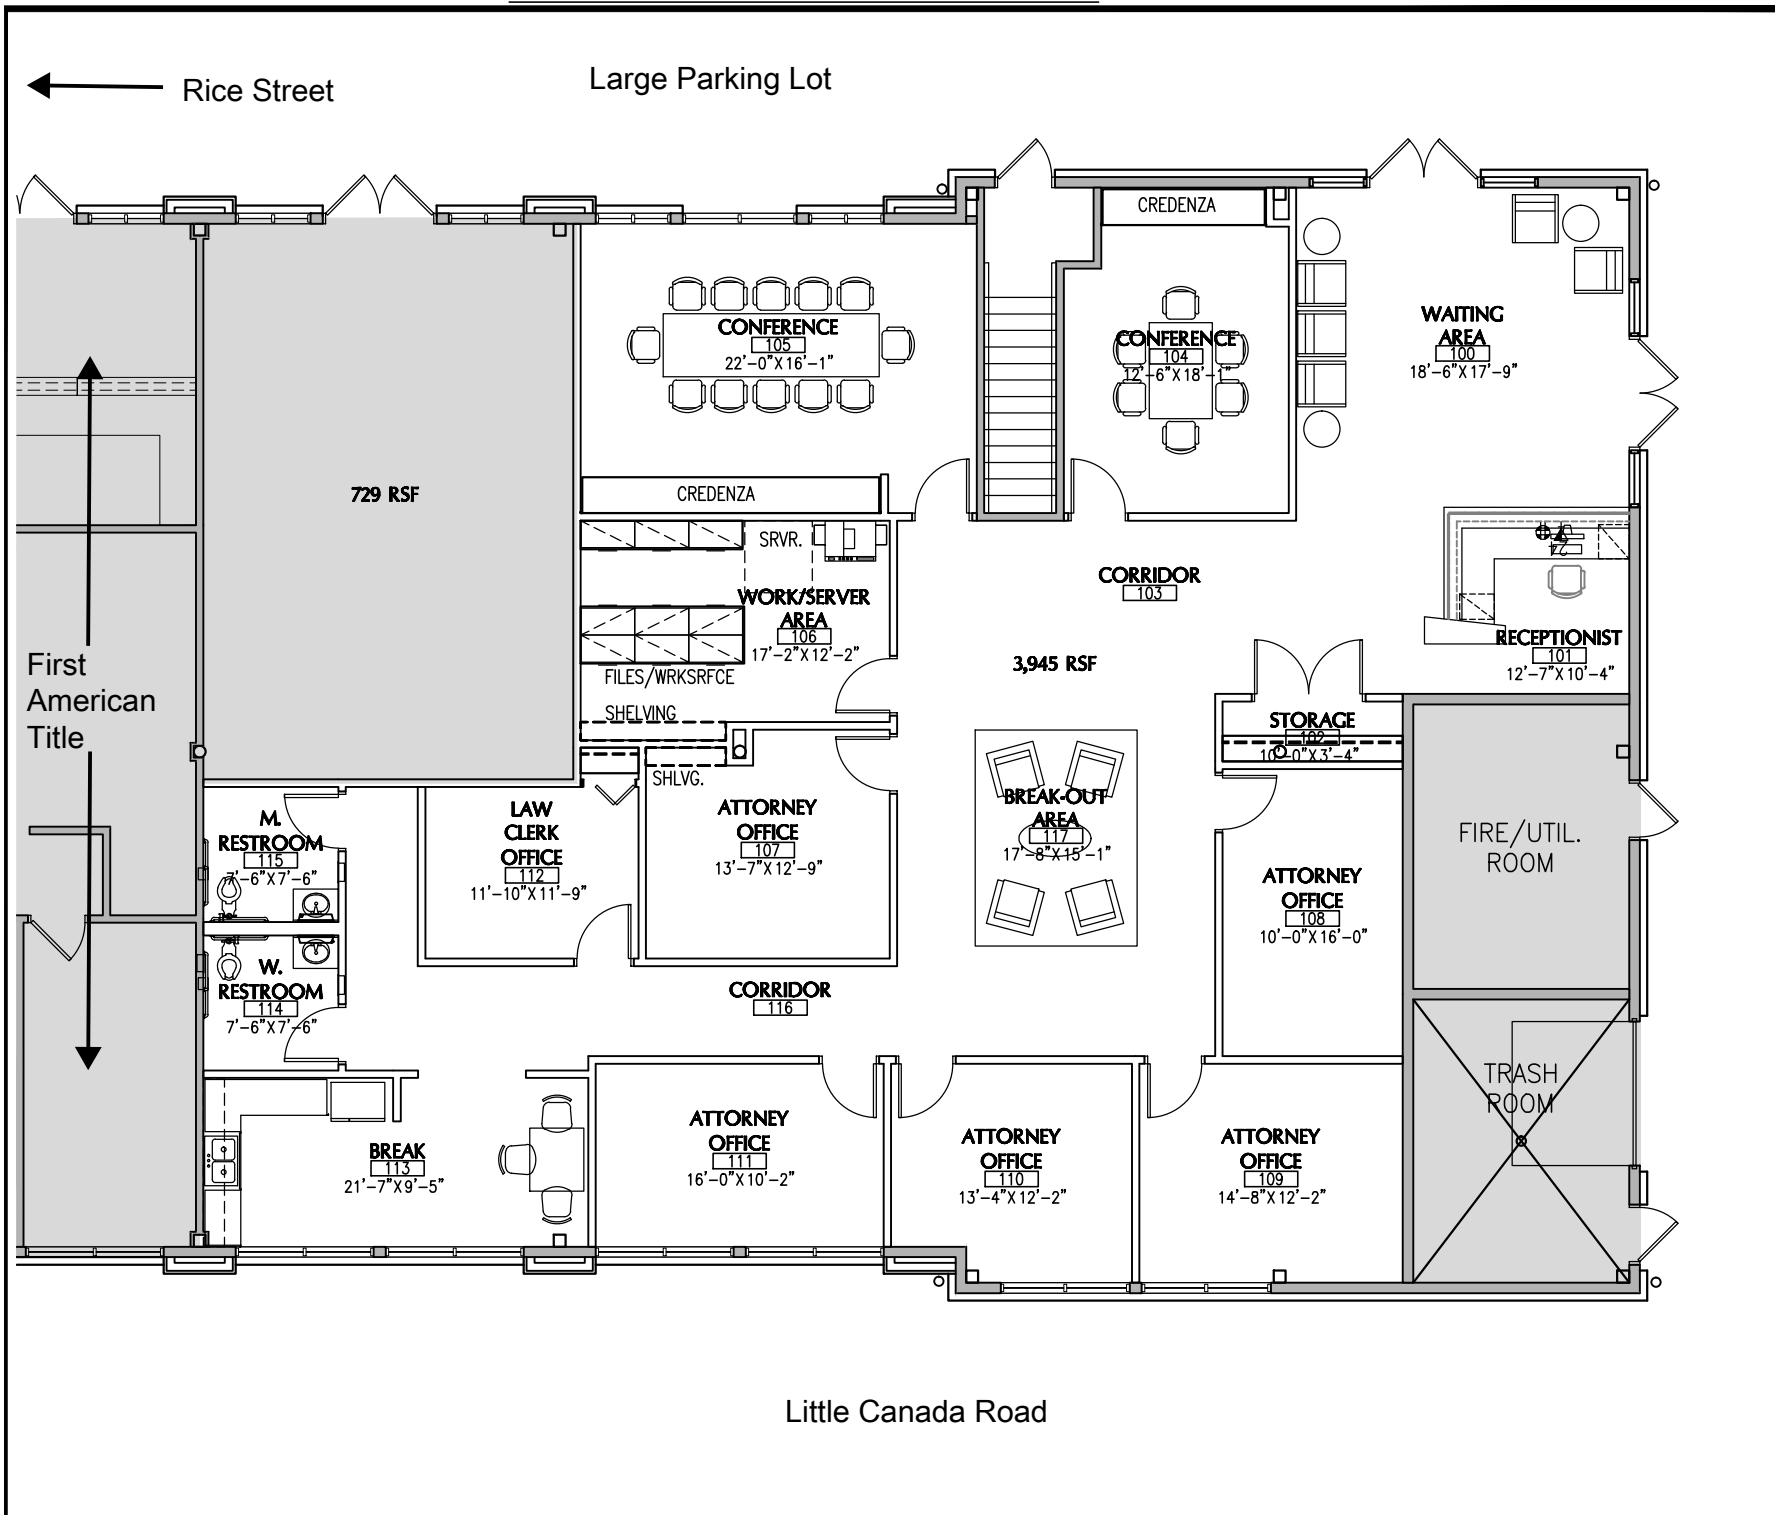 Rice Street
Large Parking Lot
CREDENZA
CONFERENCE
105
22'-0"X16'-1"
CONFERENCE
104
12'-6"X18'-1"
WAITING
AREA
100
18'-6"X17'-9"
729 RSF
CREDENZA
SRVR.
WORK/SERVER
AREA
106
17'-2"X12'-2"
FILES/WRKSRFCE
SHELVING
SHLVG.
CORRIDOR
103
3,945 RSF
RECEPTIONIST
101
12'-7"X10'-4"
First
American
Title
STORAGE
102
10'-0"X3'-4"
M.
RESTROOM
115
7'-6"X7'-6"
LAW
CLERK
OFFICE
112
11'-10"X11'-9"
ATTORNEY
OFFICE
107
13'-7"X12'-9"
BREAK-OUT
AREA
117
17'-8"X15'-1"
ATTORNEY
OFFICE
108
10'-0"X16'-0"
FIRE/UTIL.
ROOM
W.
RESTROOM
114
7'-6"X7'-6"
CORRIDOR
116
TRASH
ROOM
BREAK
113
21'-7"X9'-5"
ATTORNEY
OFFICE
111
16'-0"X10'-2"
ATTORNEY
OFFICE
110
13'-4"X12'-2"
ATTORNEY
OFFICE
109
14'-8"X12'-2"
Little Canada Road